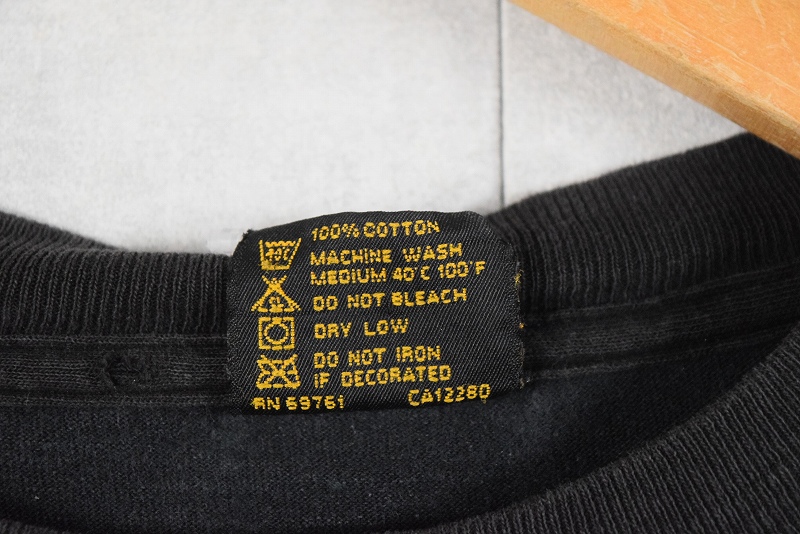 100% COTTON
40C
MACHINE WASH
MEDIUM 40°C 100°F
DO NOT BLEACH
DRY LOW
DO NOT IRON
IF DECORATED
RN 69761 CA12280